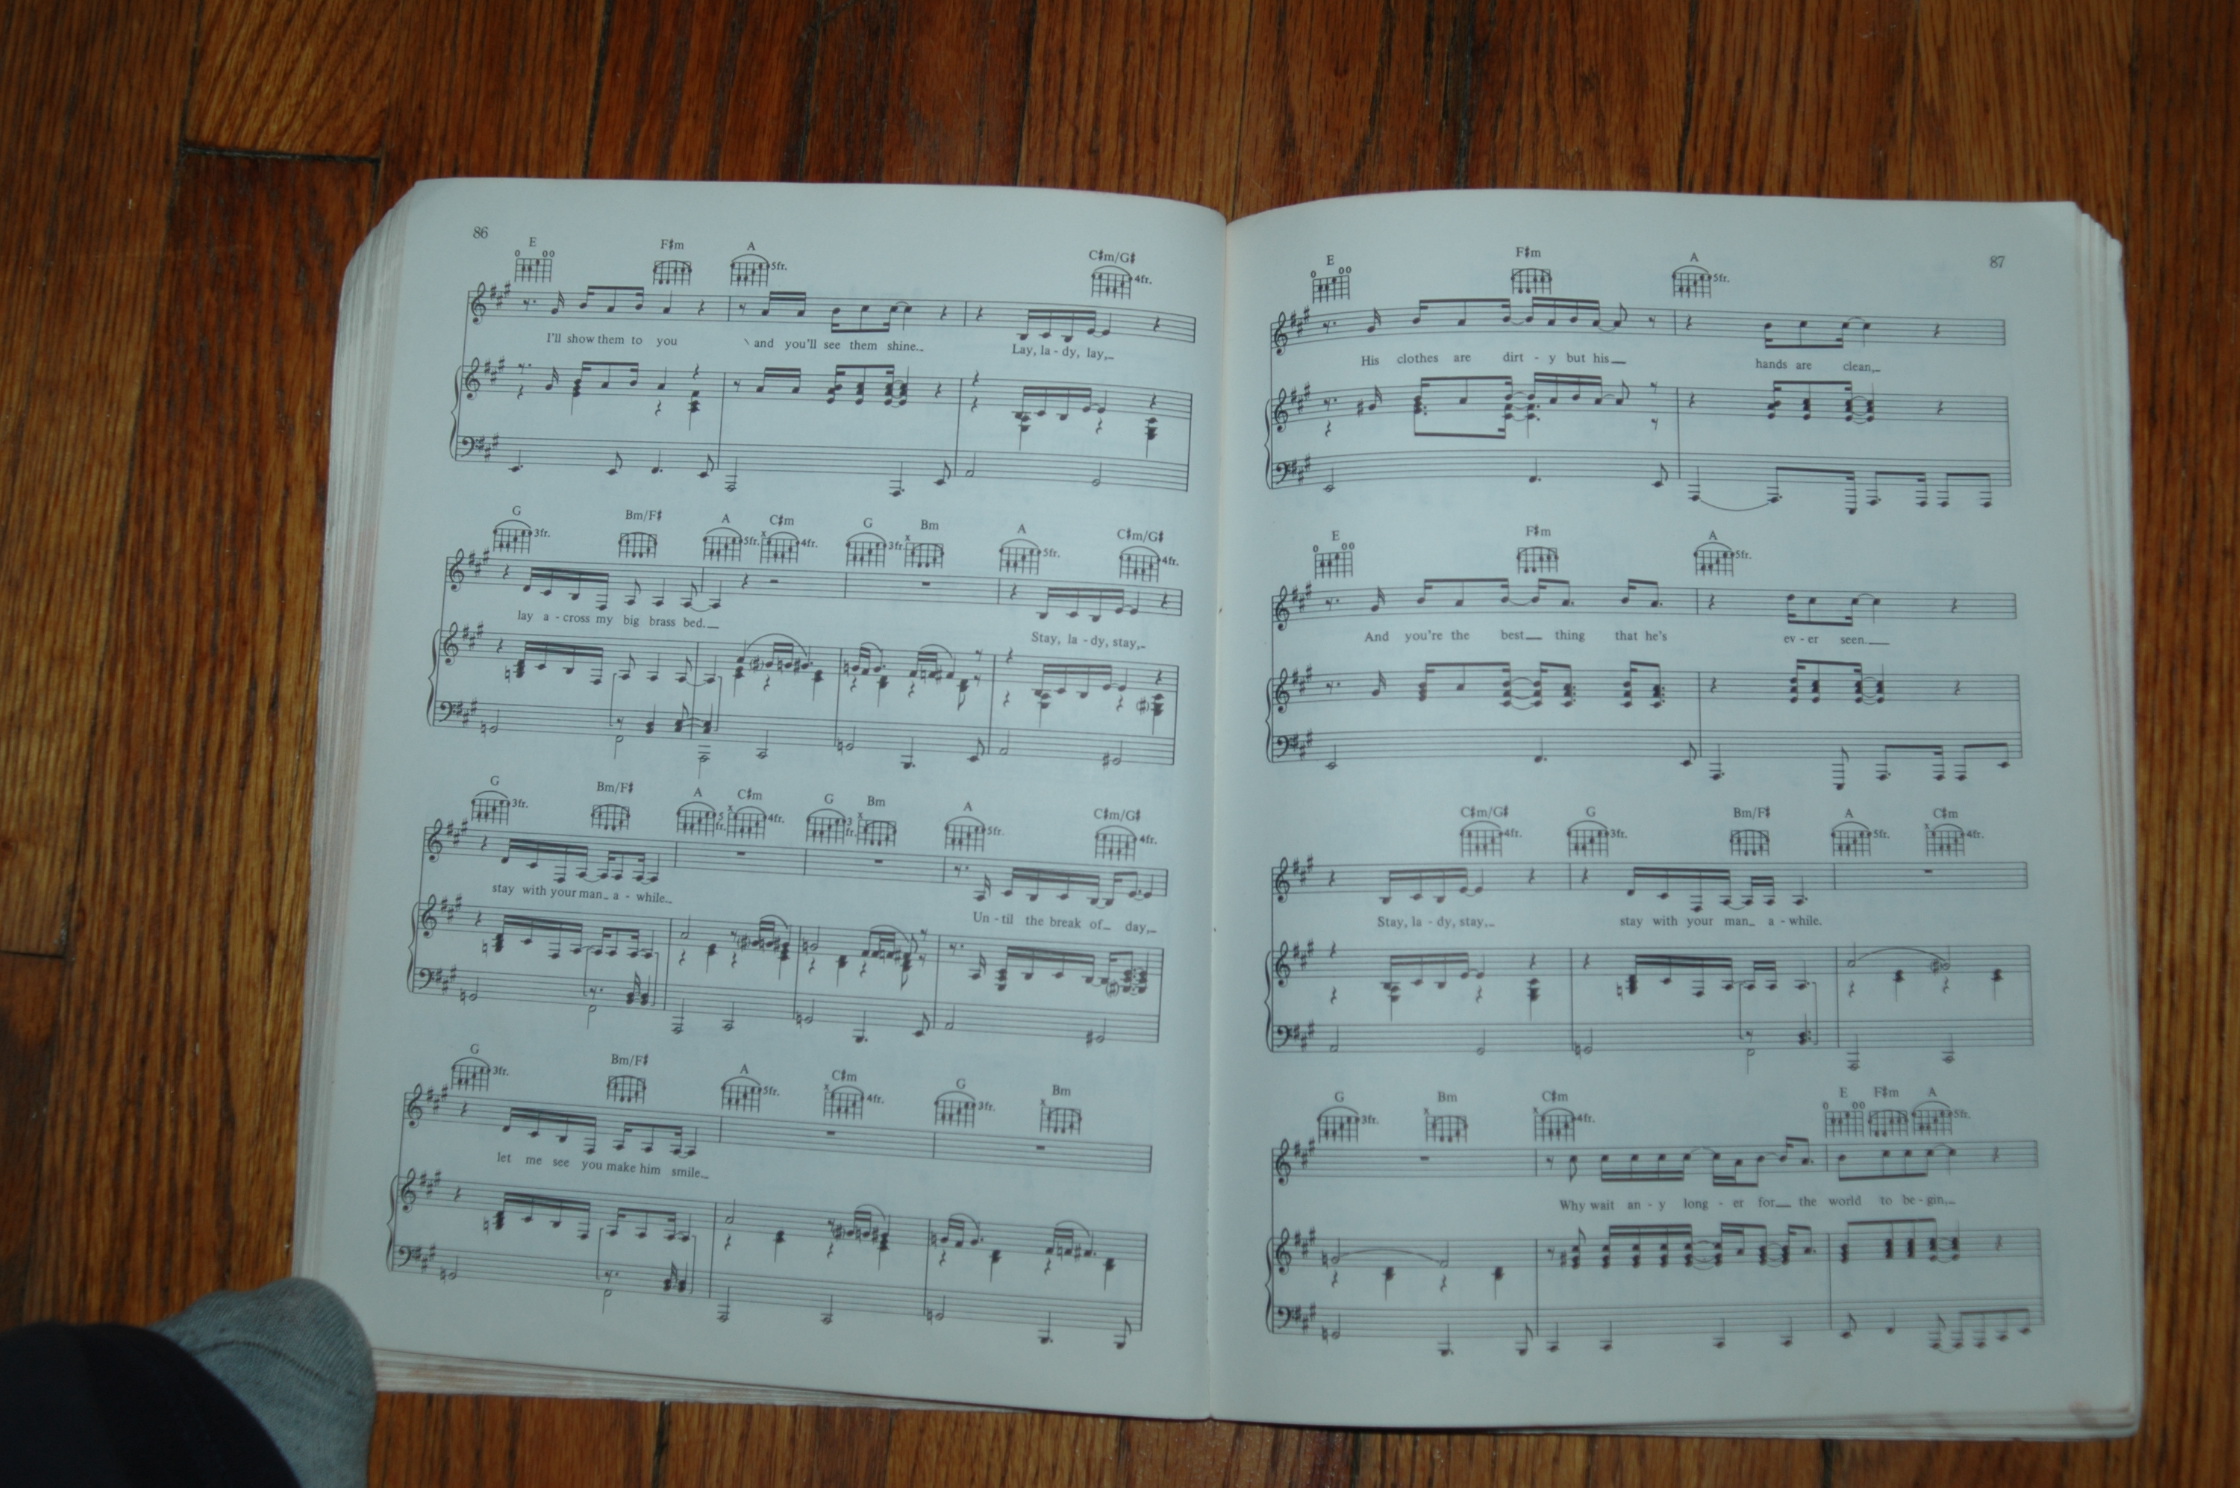 86
E F♯m A C♯m/G♯
5fr. 4fr.
I'll show them to you and you'll see them shine. Lay, la - dy, lay,
G Bm/F♯ A C♯m G Bm A C♯m/G♯
3fr. 5fr. 4fr. 3fr. 5fr. 4fr.
lay a - cross my big brass bed. Stay, la - dy, stay,
G Bm/F♯ A C♯m G Bm A C♯m/G♯
3fr. 5 fr. 4fr. 3 fr. 5fr. 4fr.
stay with your man a - while. Un - til the break of day,
G Bm/F♯ A C♯m G Bm
3fr. 5fr. 4fr. 3fr.
let me see you make him smile.
87
E F♯m A
5fr.
His clothes are dirt - y but his hands are clean,
E F♯m A
5fr.
And you're the best thing that he's ev - er seen.
C♯m/G♯ G Bm/F♯ A C♯m
4fr. 3fr. 5fr. 4fr.
Stay, la - dy, stay, stay with your man a - while.
G Bm C♯m E F♯m A
3fr. 4fr. 5fr.
Why wait an - y long - er for the world to be - gin,